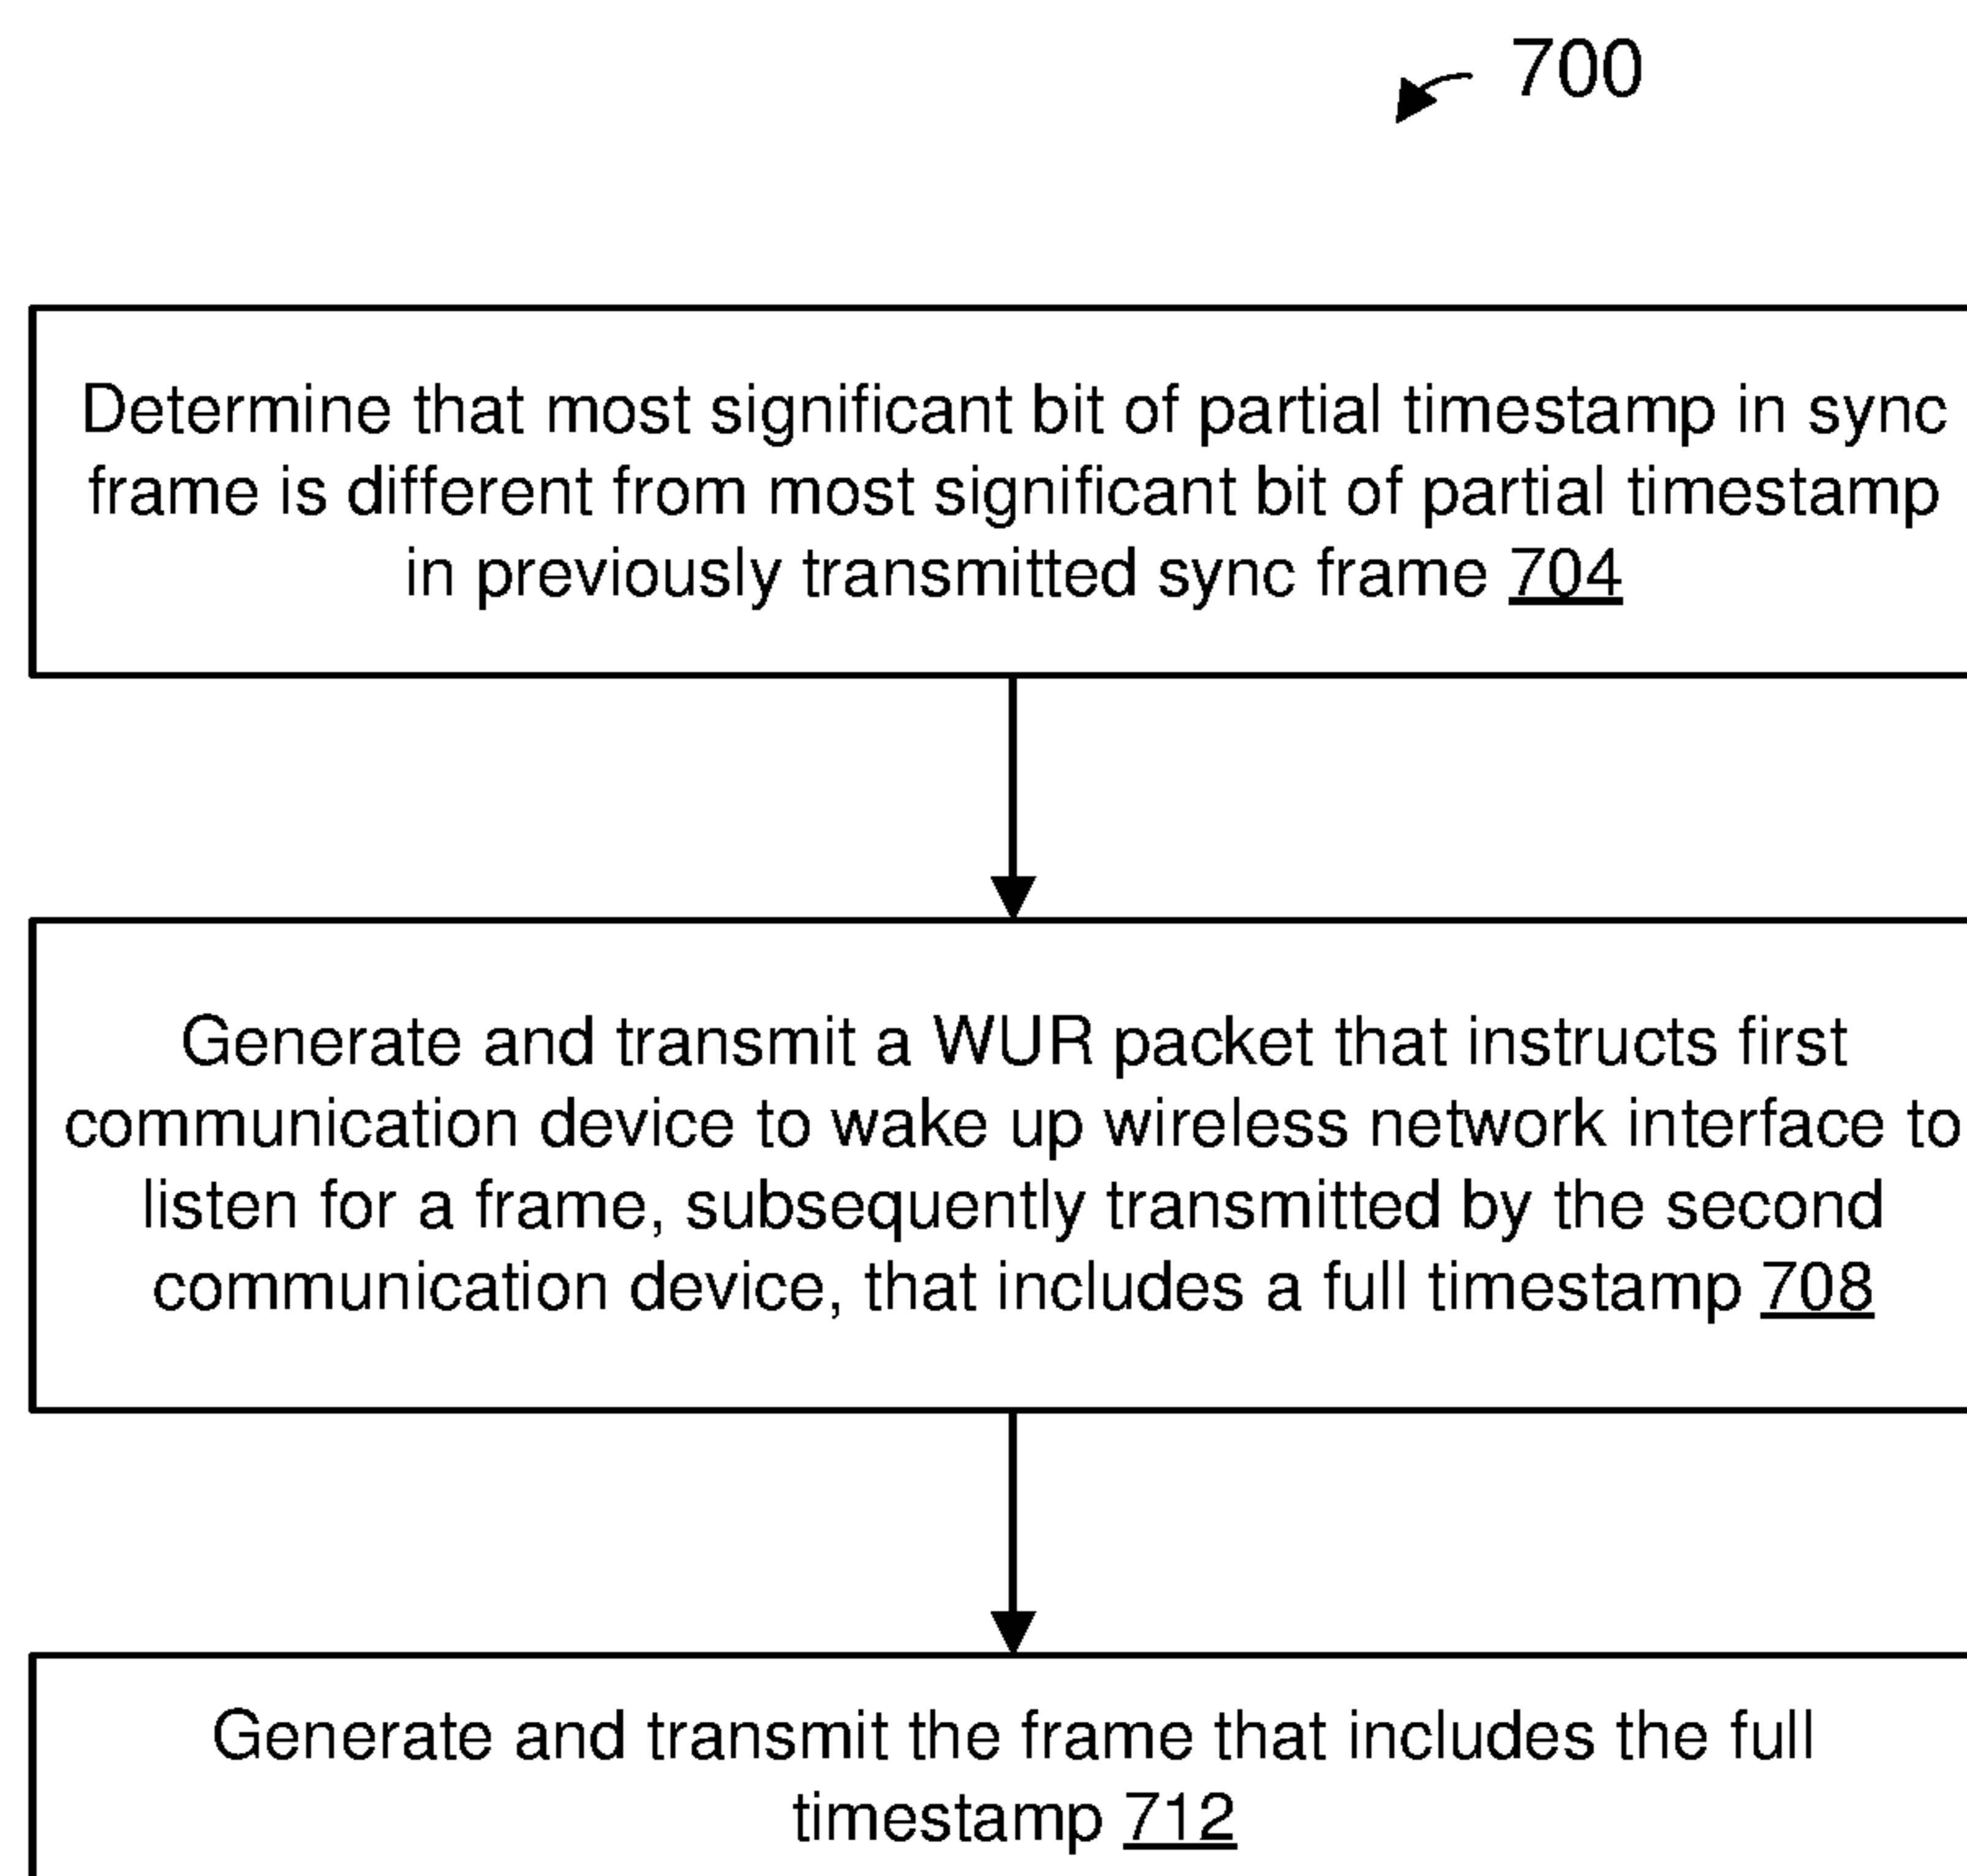 700
Determine that most significant bit of partial timestamp in sync
frame is different from most significant bit of partial timestamp
in previously transmitted sync frame 704
Generate and transmit a WUR packet that instructs first
communication device to wake up wireless network interface to
listen for a frame, subsequently transmitted by the second
communication device, that includes a full timestamp 708
Generate and transmit the frame that includes the full
timestamp 712